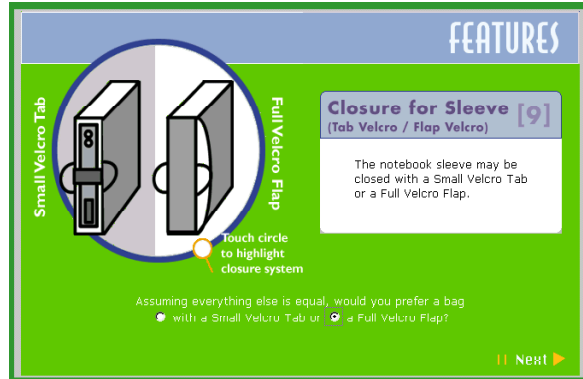 FEATURES
Small Velcro Tab
Full Velcro Flap
Closure for Sleeve [9]
(Tab Velcro / Flap Velcro)
The notebook sleeve may be
closed with a Small Velcro Tab
or a Full Velcro Flap.
Touch circle
to highlight
closure system
Assuming everything else is equal, would you prefer a bag
with a Small Velcro Tab or a Full Velcro Flap?
Next